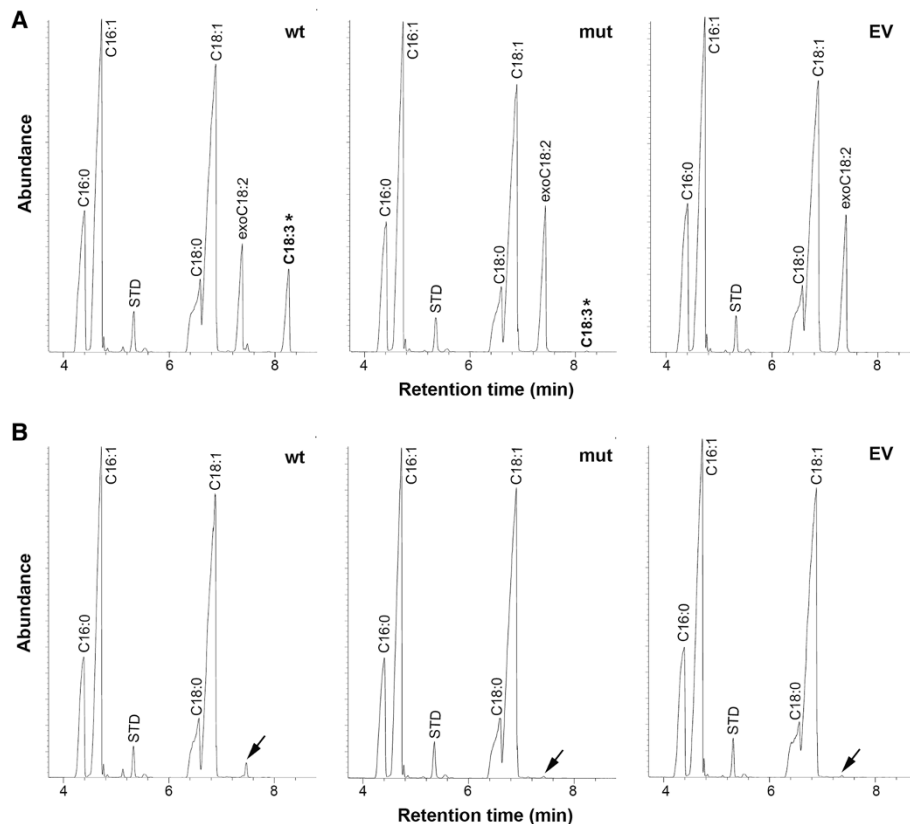 A
wt
mut
EV
C16:0
C16:1
STD
C18:0
C18:1
exoC18:2
C18:3*
C16:0
C16:1
STD
C18:0
C18:1
exoC18:2
C18:3*
C16:0
C16:1
STD
C18:0
C18:1
exoC18:2
Abundance
4 6 8
4 6 8
4 6 8
Retention time (min)
B
wt
mut
EV
C16:0
C16:1
STD
C18:0
C18:1
C16:0
C16:1
STD
C18:0
C18:1
C16:0
C16:1
STD
C18:0
C18:1
Abundance
4 6 8
4 6 8
4 6 8
Retention time (min)